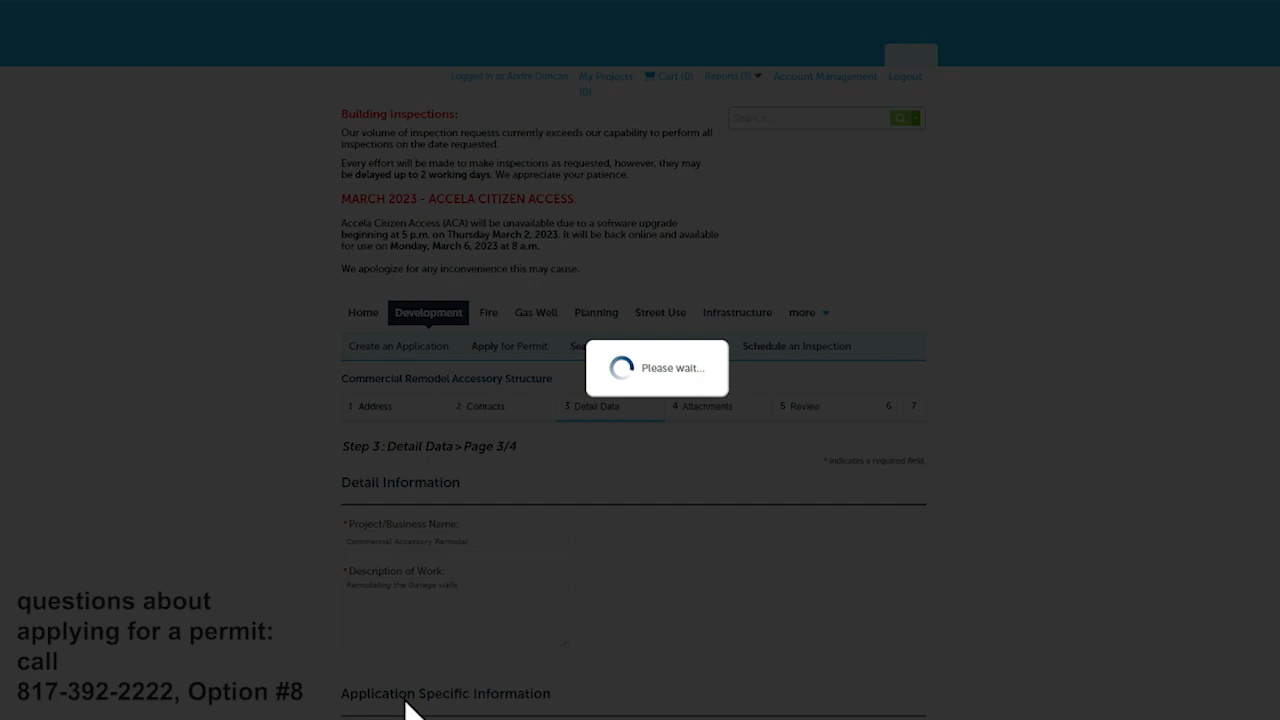 Logged in as Andre Duncan My Projects (0) Cart (0) Reports (3) Account Management Logout
Building Inspections:
Search...
Our volume of inspection requests currently exceeds our capability to perform all
inspections on the date requested.
Every effort will be made to make inspections as requested, however, they may
be delayed up to 2 working days. We appreciate your patience.
MARCH 2023 - ACCELA CITIZEN ACCESS:
Accela Citizen Access (ACA) will be unavailable due to a software upgrade
beginning at 5 p.m. on Thursday March 2, 2023. It will be back online and available
for use on Monday, March 6, 2023 at 8 a.m.
We apologize for any inconvenience this may cause.
Home Development Fire Gas Well Planning Street Use Infrastructure more
Create an Application Apply for Permit Sea Schedule an Inspection
Please wait...
Commercial Remodel Accessory Structure
1 Address 2 Contacts 3 Detail Data 4 Attachments 5 Review 6 7
Step 3: Detail Data > Page 3/4
* indicates a required field.
Detail Information
* Project/Business Name:
Commercial Accessory Remodel
* Description of Work:
Remodeling the Garage walls
questions about
applying for a permit:
call
817-392-2222, Option #8
Application Specific Information